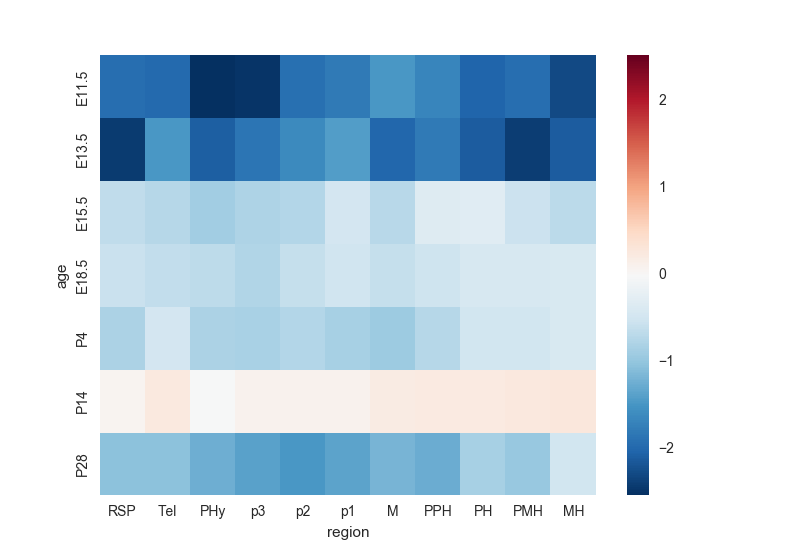 age
E11.5
E13.5
E15.5
E18.5
P4
P14
P28
RSP Tel PHy p3 p2 p1 M PPH PH PMH MH
region
2
1
0
−1
−2